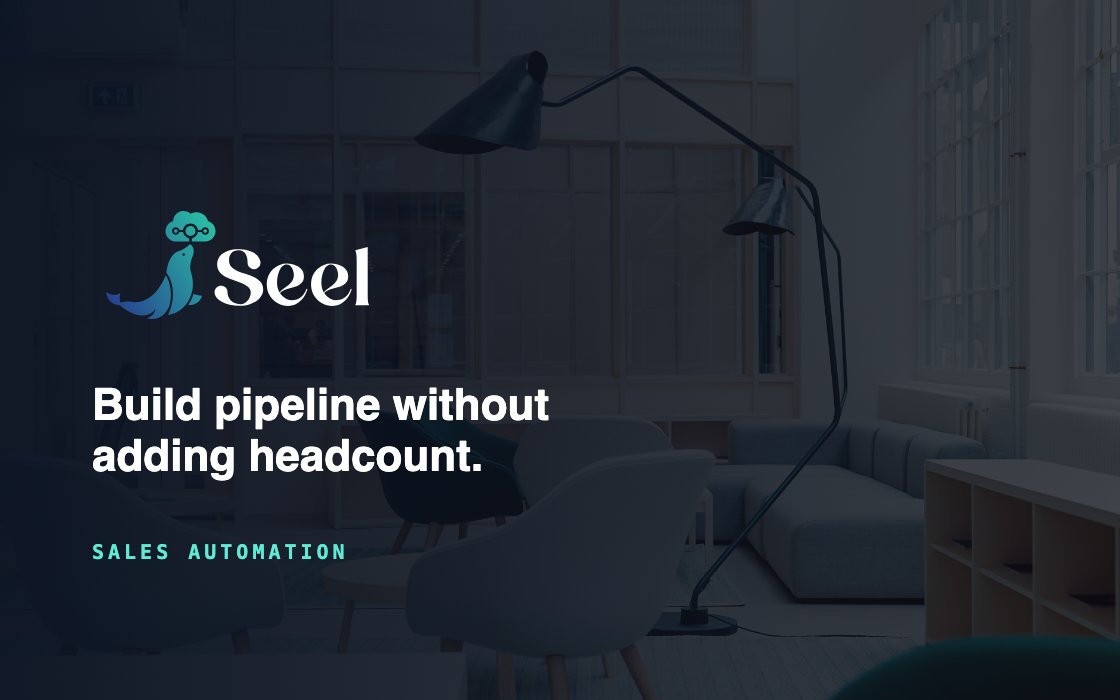 Seel
Build pipeline without
adding headcount.
SALES AUTOMATION